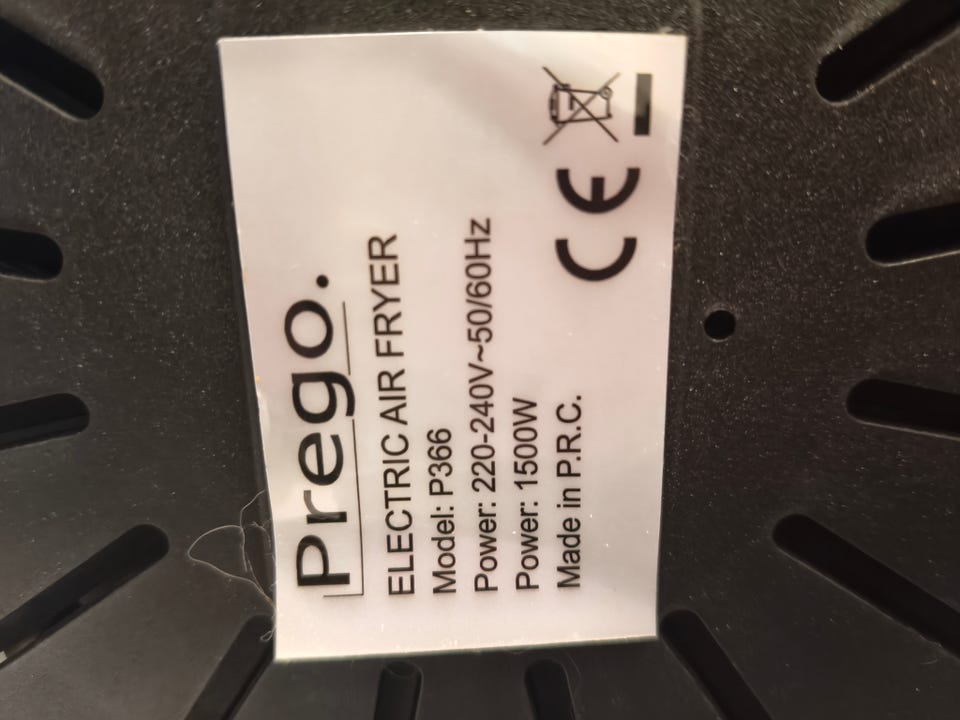 Prego.
ELECTRIC AIR FRYER
Model: P366
Power: 220-240V~50/60Hz
Power: 1500W
Made in P.R.C.
CE